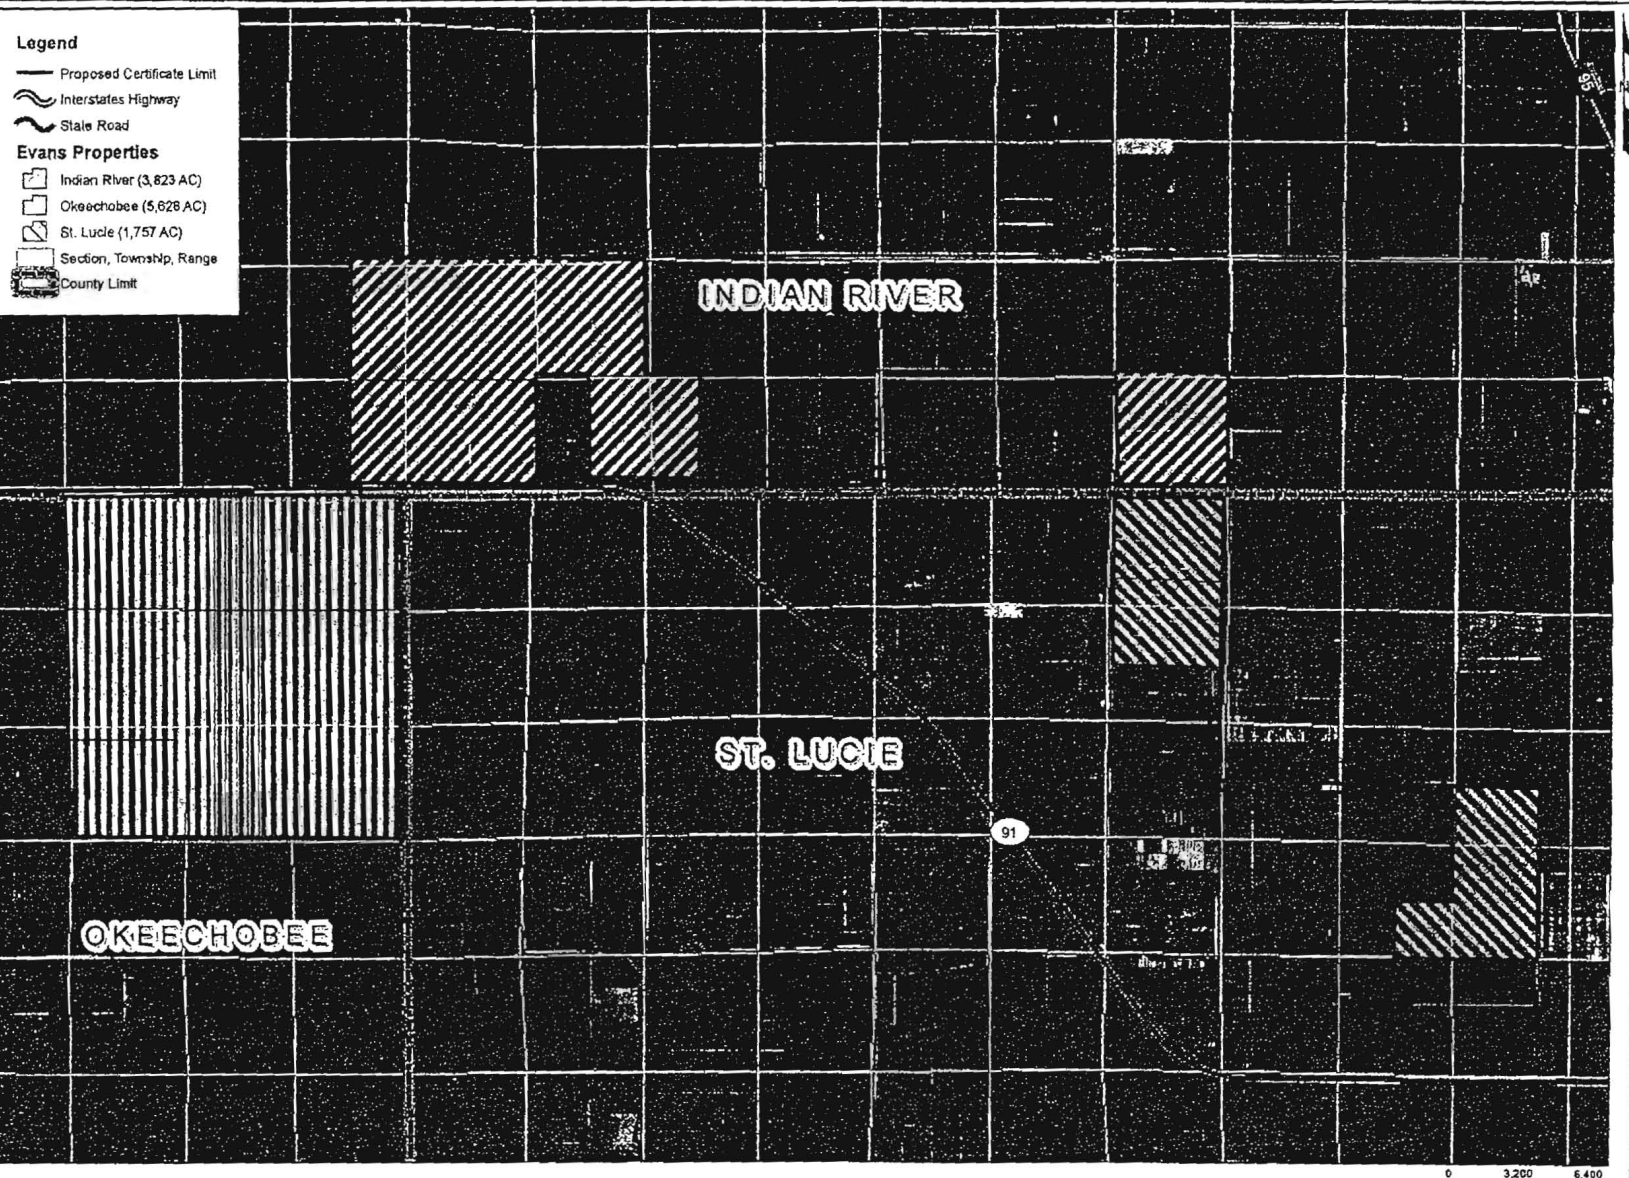 Legend
Proposed Certificate Limit
Interstates Highway
State Road
Evans Properties
Indian River (3,823 AC)
Okeechobee (5,628 AC)
St. Lucie (1,757 AC)
Section, Township, Range
County Limit
95
N
INDIAN RIVER
ST. LUCIE
91
OKEECHOBEE
0 3,200 6,400